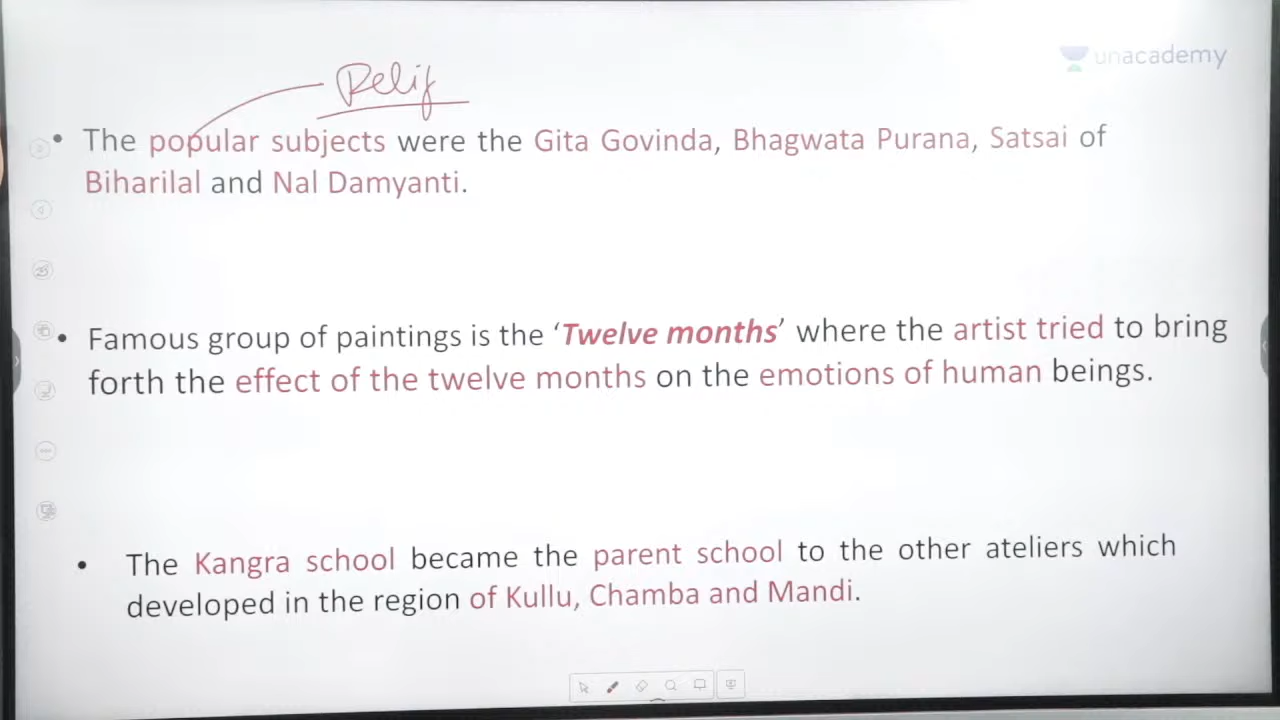 unacademy
Relig
• The popular subjects were the Gita Govinda, Bhagwata Purana, Satsai of
Biharilal and Nal Damyanti.
• Famous group of paintings is the ‘Twelve months’ where the artist tried to bring
forth the effect of the twelve months on the emotions of human beings.
• The Kangra school became the parent school to the other ateliers which
developed in the region of Kullu, Chamba and Mandi.